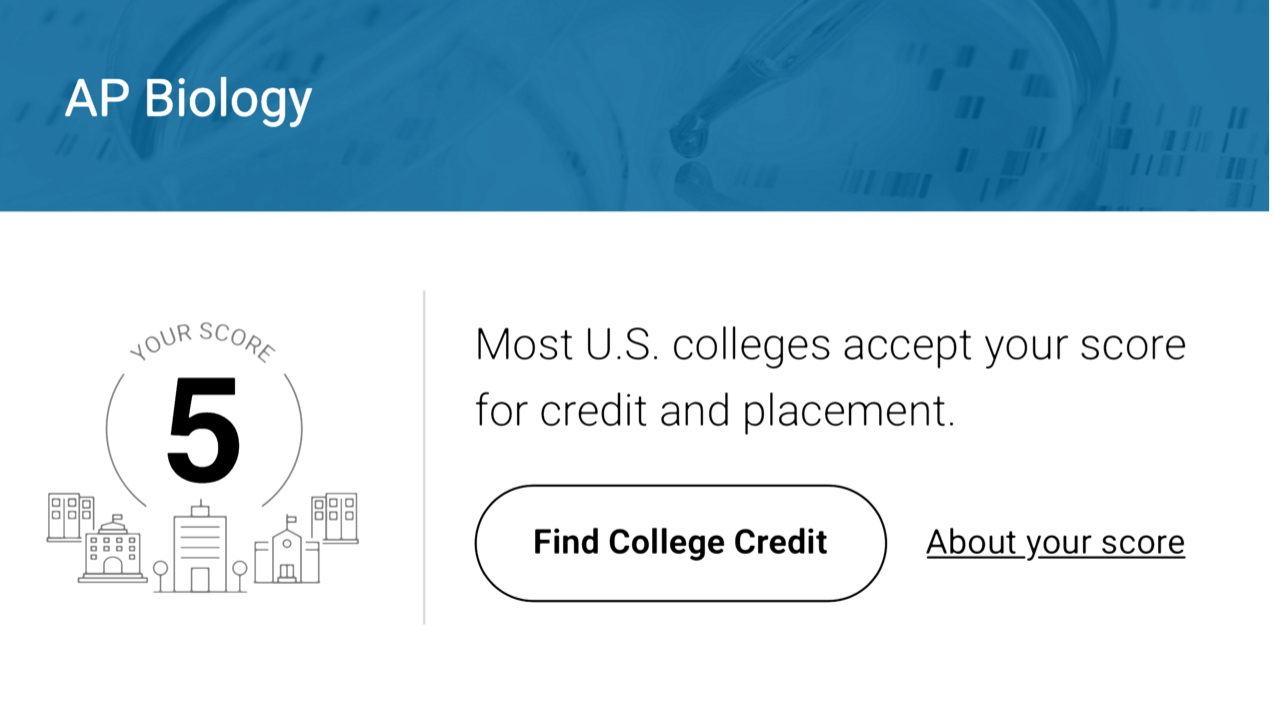 AP Biology
YOUR SCORE
5
Most U.S. colleges accept your score
for credit and placement.
Find College Credit
About your score